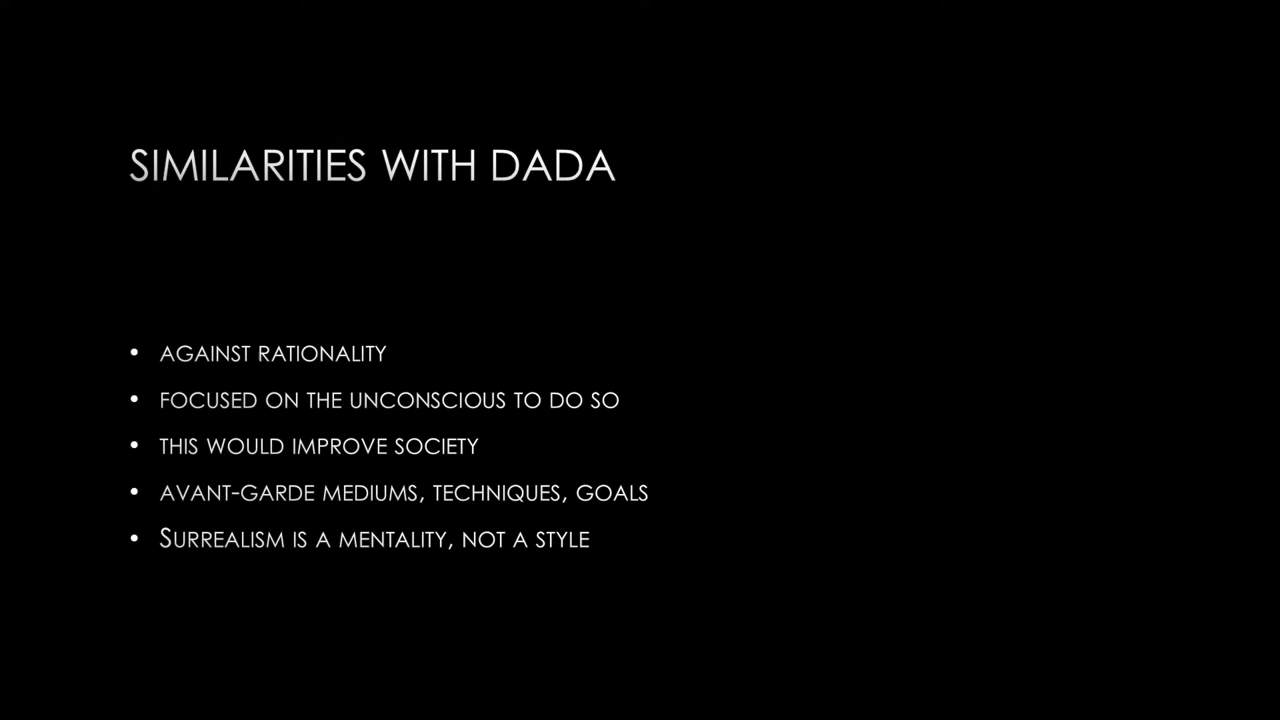 SIMILARITIES WITH DADA
• AGAINST RATIONALITY
• FOCUSED ON THE UNCONSCIOUS TO DO SO
• THIS WOULD IMPROVE SOCIETY
• AVANT-GARDE MEDIUMS, TECHNIQUES, GOALS
• SURREALISM IS A MENTALITY, NOT A STYLE